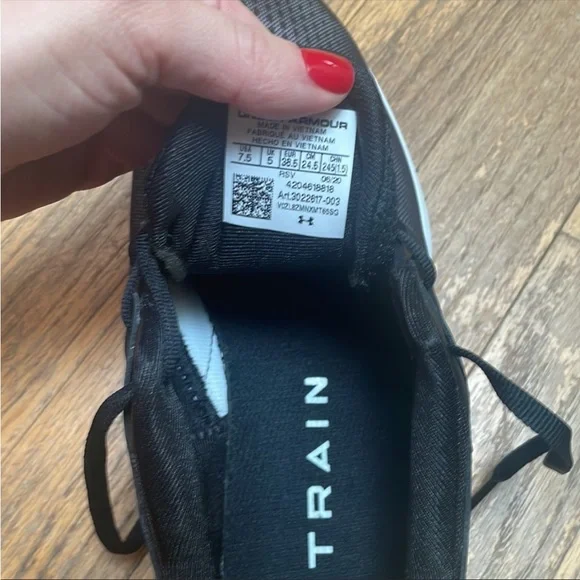 ARMOUR
MADE IN VIETNAM
FABRIQUÉ AU VIETNAM
HECHO EN VIETNAM
USA UK EUR CM CHN
7.5 5 38.5 24.5 245(1.5)
RSV 06/20
4204618818
Art.3022617-003
TRAIN